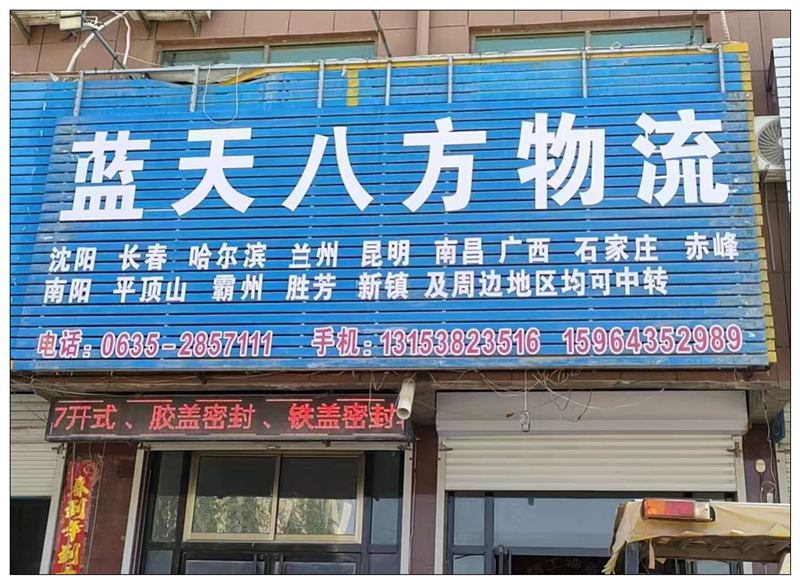 蓝天八方物流
沈阳 长春 哈尔滨 兰州 昆明 南昌 广西 石家庄 赤峰
南阳 平顶山 霸州 胜芳 新镇 及周边地区均可中转
电话：0635-2857111 手机：13153823516 15964352989
7开式、胶盖密封、铁盖密封